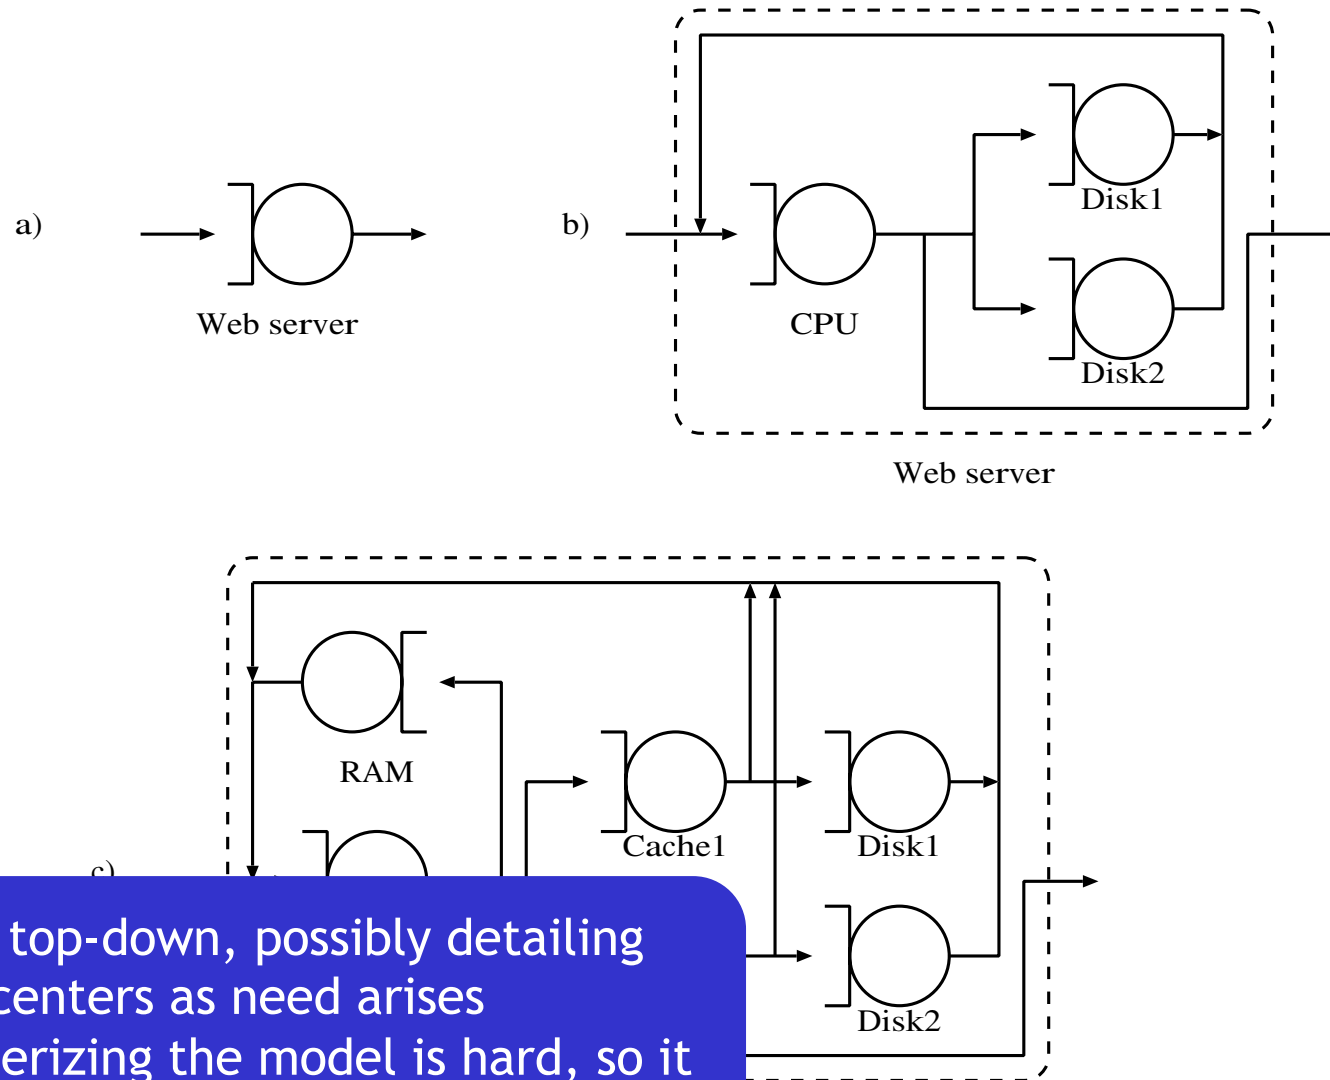 a)
Web server
b)
CPU
Disk1
Disk2
Web server
RAM
Cache1
Disk1
c)
Disk2
top-down, possibly detailing
centers as need arises
the model is hard, so it